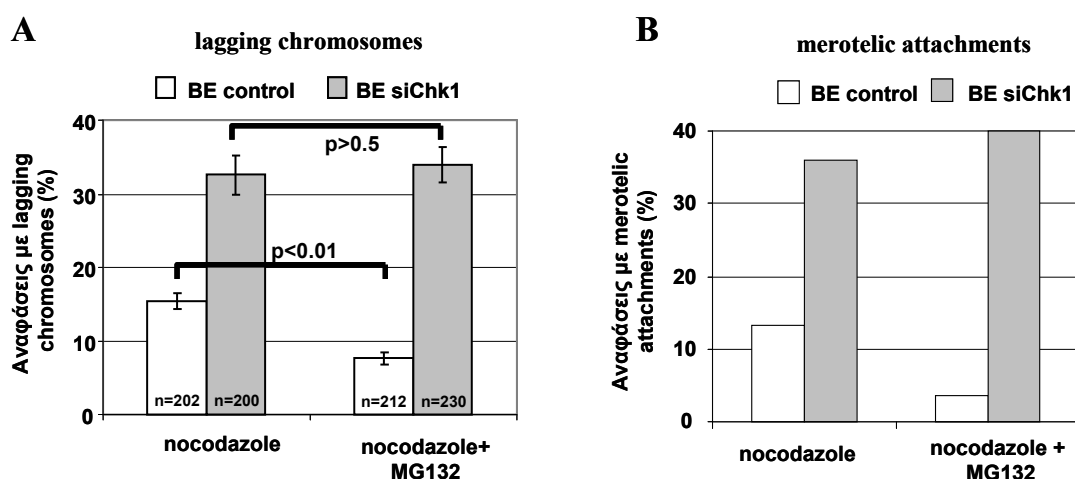 A
lagging chromosomes
BE control
BE siChk1
Αναφάσεις με lagging
chromosomes (%)
40
30
20
10
0
p>0.5
p<0.01
n=202
n=200
n=212
n=230
nocodazole
nocodazole+
MG132
B
merotelic attachments
BE control
BE siChk1
Αναφάσεις με merotelic
attachments (%)
40
30
20
10
0
nocodazole
nocodazole +
MG132